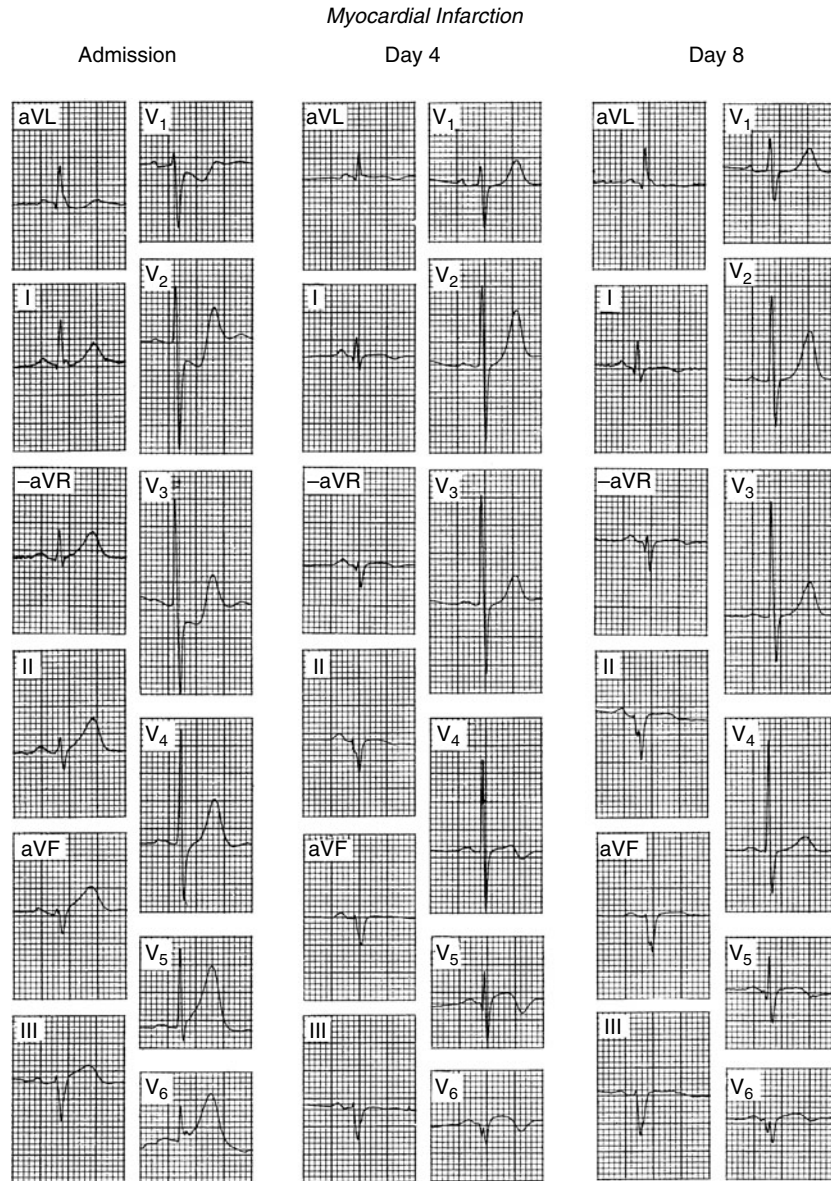 Myocardial Infarction
Admission Day 4 Day 8
aVL V1 aVL V1 aVL V1
I V2 I V2 I V2
–aVR V3 –aVR V3 –aVR V3
II V4 II V4 II V4
aVF V5 aVF V5 aVF V5
III V6 III V6 III V6